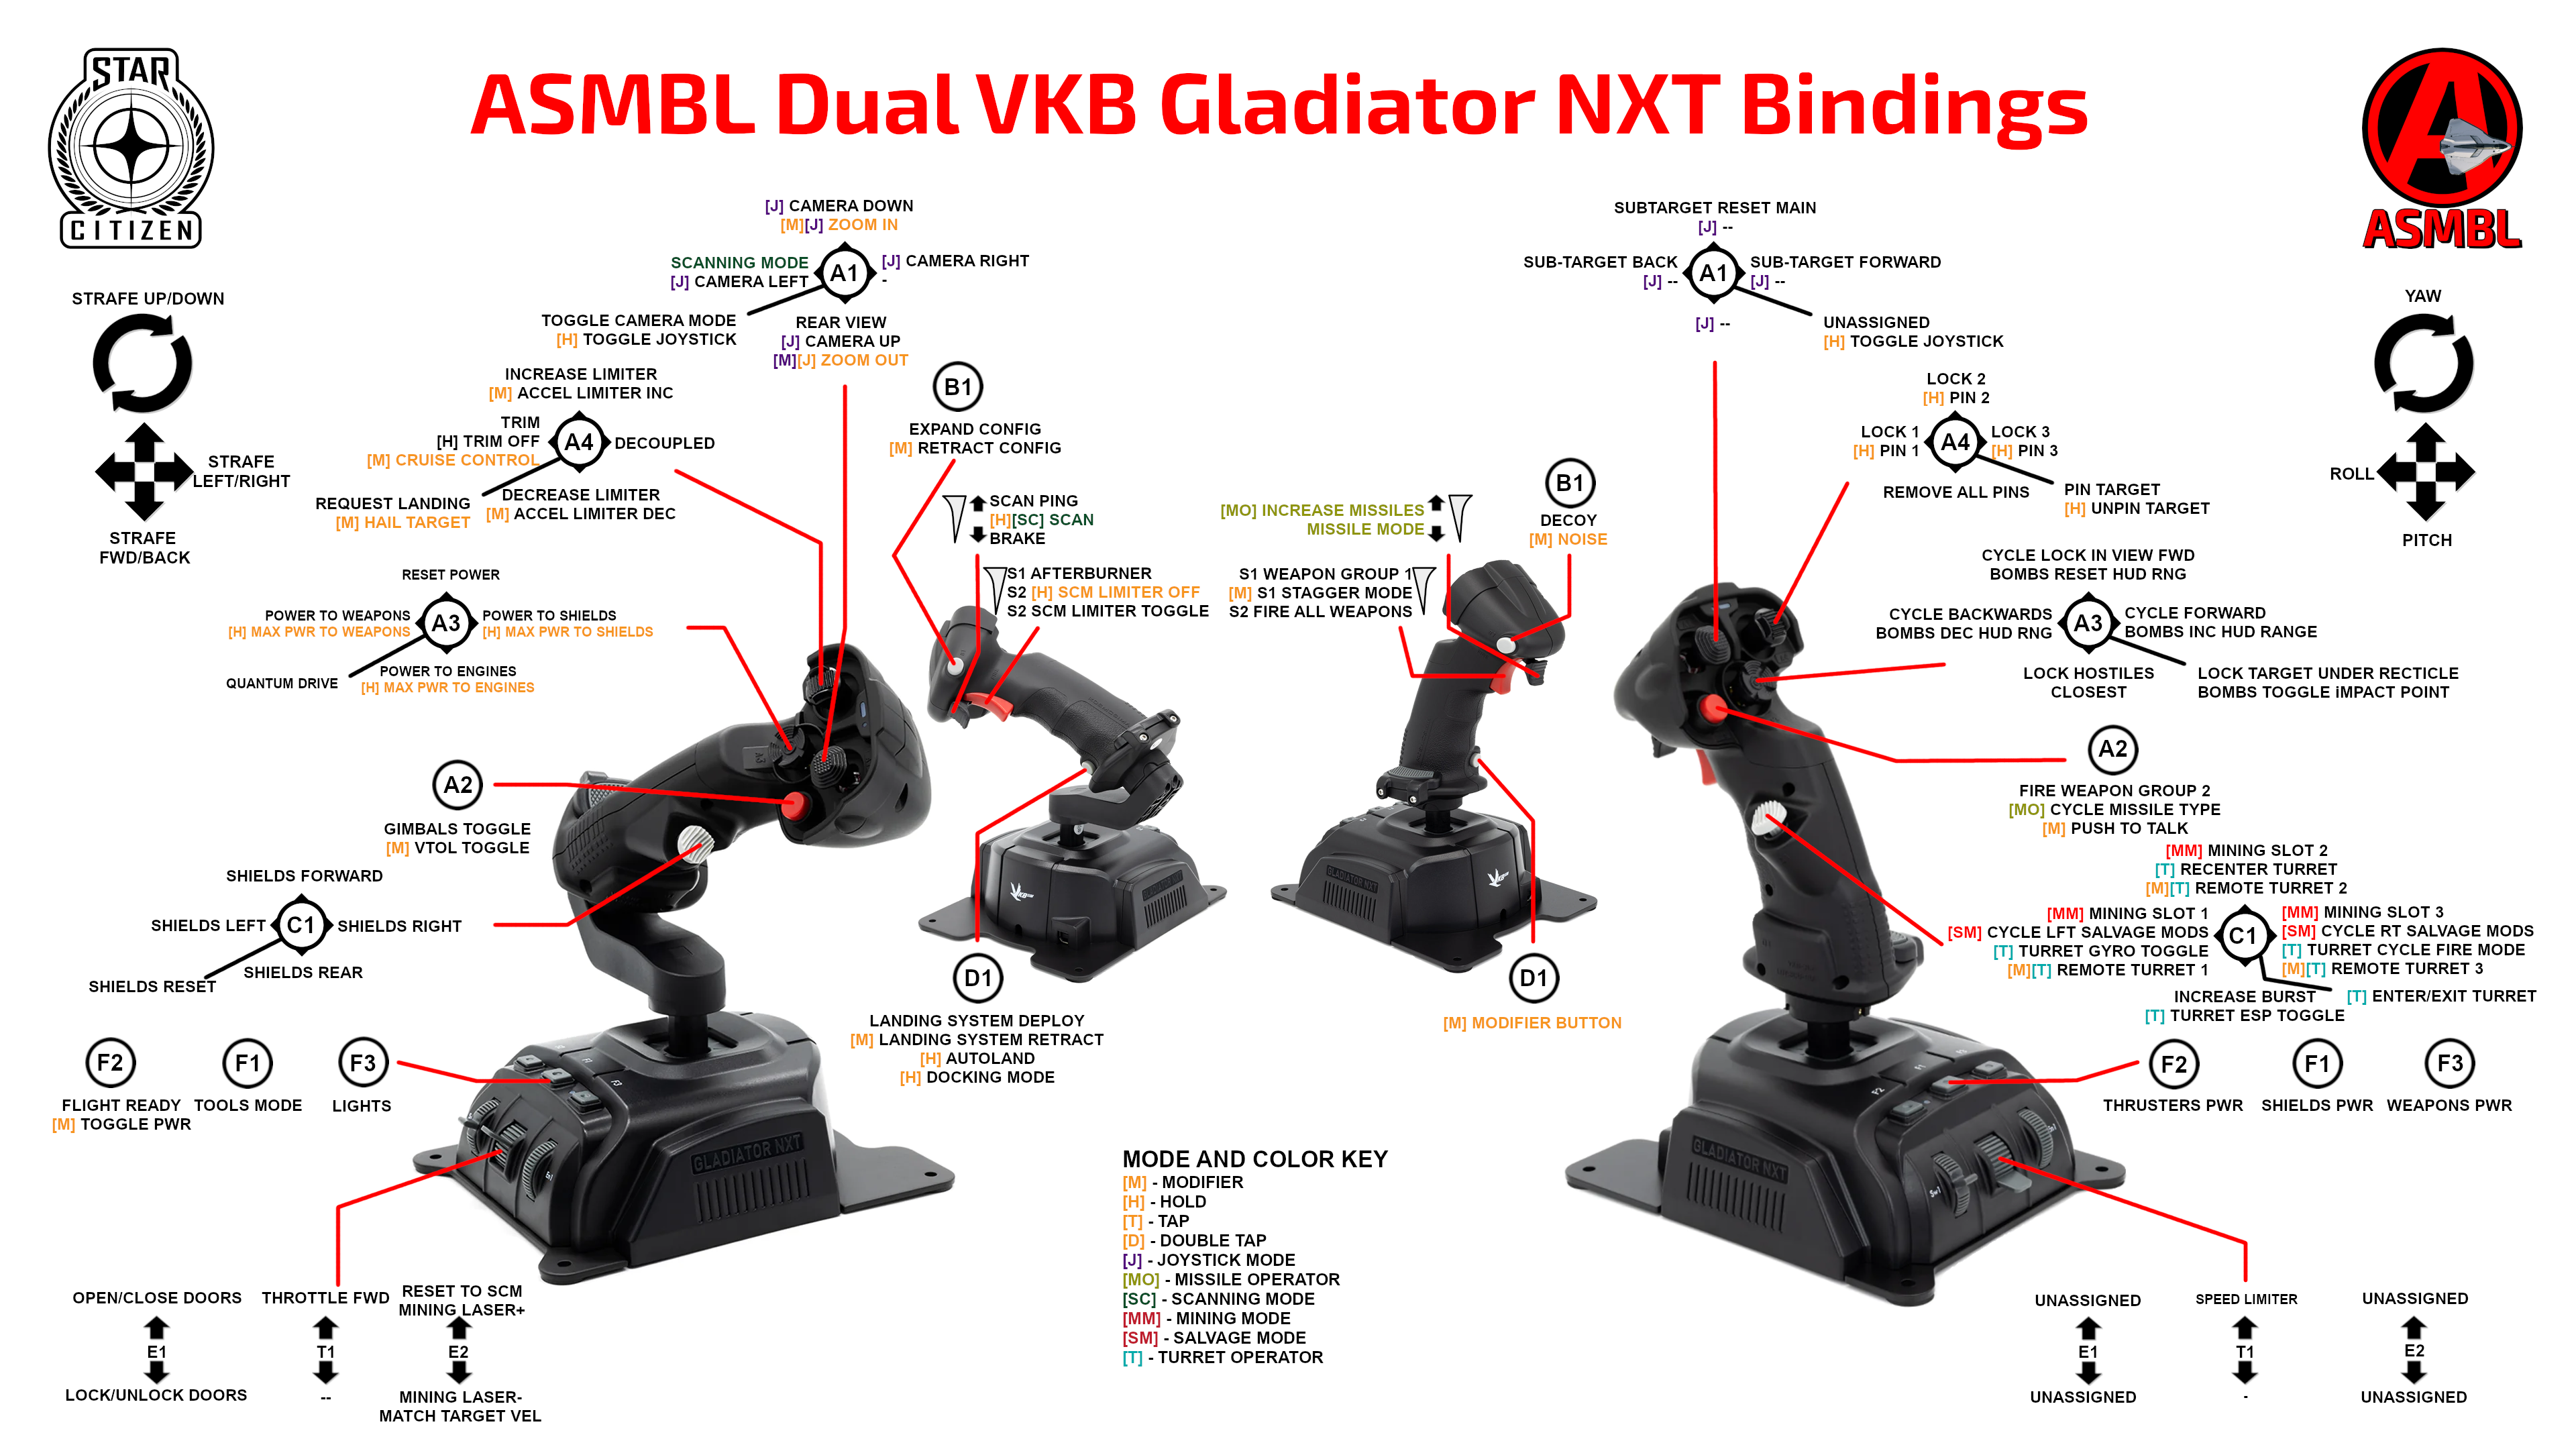 STAR
CITIZEN
ASMBL Dual VKB Gladiator NXT Bindings
A
ASMBL
STRAFE UP/DOWN
STRAFE
LEFT/RIGHT
STRAFE
FWD/BACK
[J] CAMERA DOWN
[M][J] ZOOM IN
SCANNING MODE
[J] CAMERA LEFT
A1
[J] CAMERA RIGHT
-
TOGGLE CAMERA MODE
[H] TOGGLE JOYSTICK
REAR VIEW
[J] CAMERA UP
[M][J] ZOOM OUT
INCREASE LIMITER
[M] ACCEL LIMITER INC
TRIM
[H] TRIM OFF
[M] CRUISE CONTROL
A4
DECOUPLED
REQUEST LANDING
[M] HAIL TARGET
DECREASE LIMITER
[M] ACCEL LIMITER DEC
RESET POWER
POWER TO WEAPONS
[H] MAX PWR TO WEAPONS
A3
POWER TO SHIELDS
[H] MAX PWR TO SHIELDS
QUANTUM DRIVE
POWER TO ENGINES
[H] MAX PWR TO ENGINES
A2
GIMBALS TOGGLE
[M] VTOL TOGGLE
SHIELDS FORWARD
SHIELDS LEFT
C1
SHIELDS RIGHT
SHIELDS REAR
SHIELDS RESET
F2
FLIGHT READY
[M] TOGGLE PWR
F1
TOOLS MODE
F3
LIGHTS
OPEN/CLOSE DOORS
E1
LOCK/UNLOCK DOORS
THROTTLE FWD
T1
--
RESET TO SCM
MINING LASER+
E2
MINING LASER-
MATCH TARGET VEL
B1
EXPAND CONFIG
[M] RETRACT CONFIG
SCAN PING
[H][SC] SCAN
BRAKE
S1 AFTERBURNER
S2 [H] SCM LIMITER OFF
S2 SCM LIMITER TOGGLE
D1
LANDING SYSTEM DEPLOY
[M] LANDING SYSTEM RETRACT
[H] AUTOLAND
[H] DOCKING MODE
[MO] INCREASE MISSILES
MISSILE MODE
S1 WEAPON GROUP 1
[M] S1 STAGGER MODE
S2 FIRE ALL WEAPONS
B1
DECOY
[M] NOISE
D1
[M] MODIFIER BUTTON
MODE AND COLOR KEY
[M] - MODIFIER
[H] - HOLD
[T] - TAP
[D] - DOUBLE TAP
[J] - JOYSTICK MODE
[MO] - MISSILE OPERATOR
[SC] - SCANNING MODE
[MM] - MINING MODE
[SM] - SALVAGE MODE
[T] - TURRET OPERATOR
SUBTARGET RESET MAIN
[J] --
SUB-TARGET BACK
[J] --
A1
SUB-TARGET FORWARD
[J] --
[J] --
UNASSIGNED
[H] TOGGLE JOYSTICK
YAW
ROLL
PITCH
LOCK 2
[H] PIN 2
LOCK 1
[H] PIN 1
A4
LOCK 3
[H] PIN 3
REMOVE ALL PINS
PIN TARGET
[H] UNPIN TARGET
CYCLE LOCK IN VIEW FWD
BOMBS RESET HUD RNG
CYCLE BACKWARDS
BOMBS DEC HUD RNG
A3
CYCLE FORWARD
BOMBS INC HUD RANGE
LOCK HOSTILES
CLOSEST
LOCK TARGET UNDER RECTICLE
BOMBS TOGGLE iMPACT POINT
A2
FIRE WEAPON GROUP 2
[MO] CYCLE MISSILE TYPE
[M] PUSH TO TALK
[MM] MINING SLOT 2
[T] RECENTER TURRET
[M][T] REMOTE TURRET 2
[MM] MINING SLOT 1
[SM] CYCLE LFT SALVAGE MODS
[T] TURRET GYRO TOGGLE
[M][T] REMOTE TURRET 1
C1
[MM] MINING SLOT 3
[SM] CYCLE RT SALVAGE MODS
[T] TURRET CYCLE FIRE MODE
[M][T] REMOTE TURRET 3
INCREASE BURST
[T] TURRET ESP TOGGLE
[T] ENTER/EXIT TURRET
F2
THRUSTERS PWR
F1
SHIELDS PWR
F3
WEAPONS PWR
UNASSIGNED
E1
UNASSIGNED
SPEED LIMITER
T1
-
UNASSIGNED
E2
UNASSIGNED
GLADIATOR NXT
GLADIATOR NXT
GLADIATOR NXT
GLADIATOR NXT